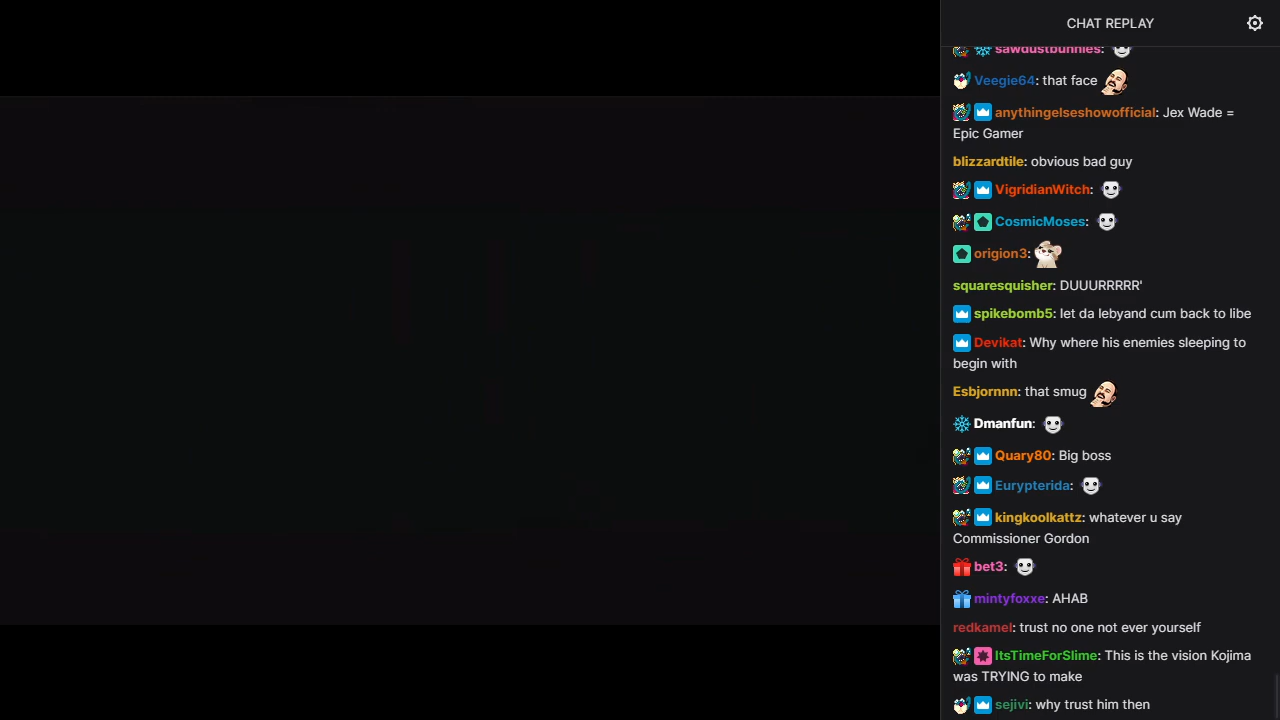 CHAT REPLAY
sawdustbunnies:
Veegie64: that face
anythingelseshowofficial: Jex Wade =
Epic Gamer
blizzardtile: obvious bad guy
VigridianWitch:
CosmicMoses:
origion3:
squaresquisher: DUUURRRRR'
spikebomb5: let da lebyand cum back to libe
Devikat: Why where his enemies sleeping to
begin with
Esbjornnn: that smug
Dmanfun:
Quary80: Big boss
Eurypterida:
kingkoolkattz: whatever u say
Commissioner Gordon
bet3:
mintyfoxxe: AHAB
redkamel: trust no one not ever yourself
ItsTimeForSlime: This is the vision Kojima
was TRYING to make
sejivi: why trust him then